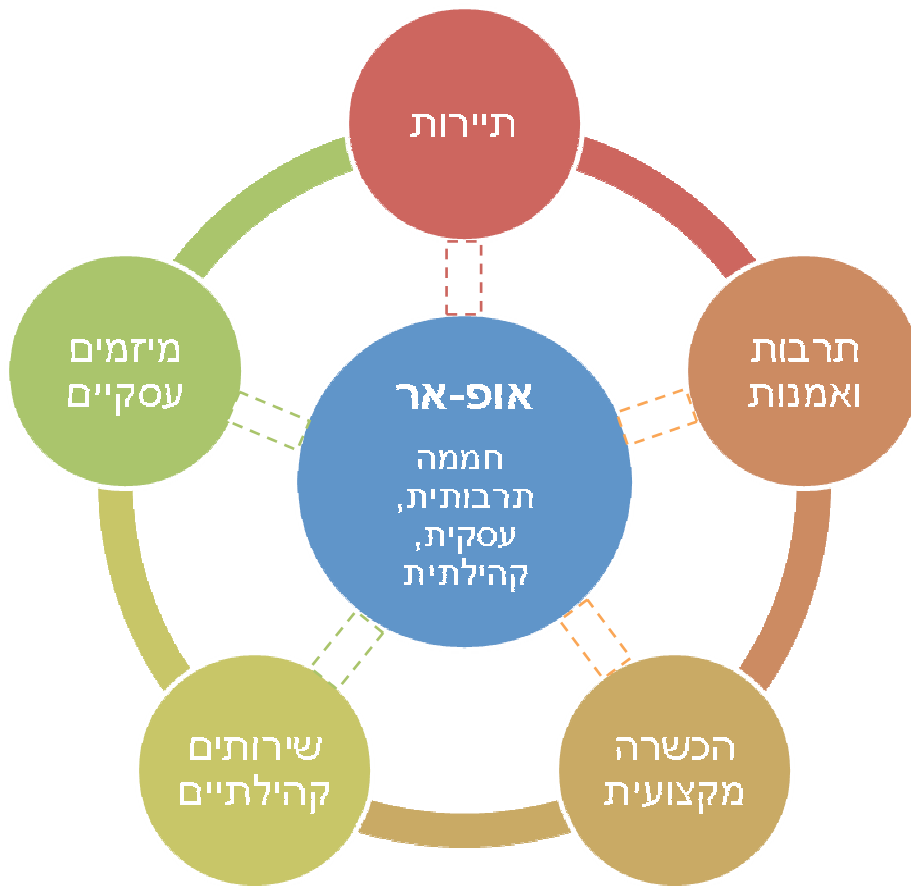 תיירות
תרבות
ואמנות
מיזמים
עסקיים
אופ-אר
חממה
תרבותית,
עסקית,
קהילתית
הכשרה
מקצועית
שירותים
קהילתיים